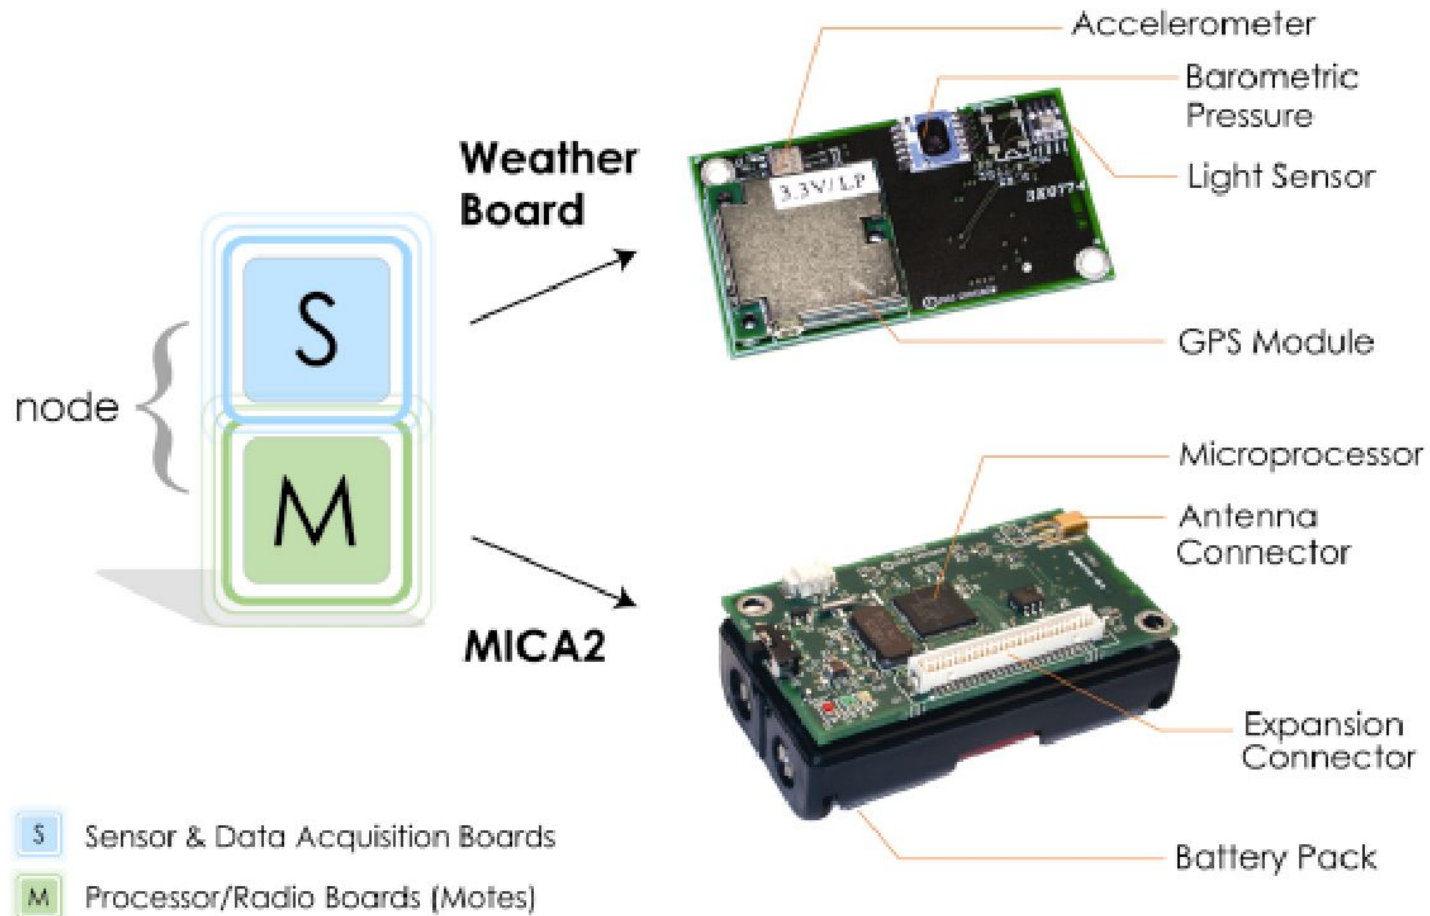 Accelerometer
Barometric
Pressure
Light Sensor
Weather
Board
3.3V/LP
GPS Module
S
node
M
Microprocessor
Antenna
Connector
MICA2
Expansion
Connector
Battery Pack
S Sensor & Data Acquisition Boards
M Processor/Radio Boards (Motes)